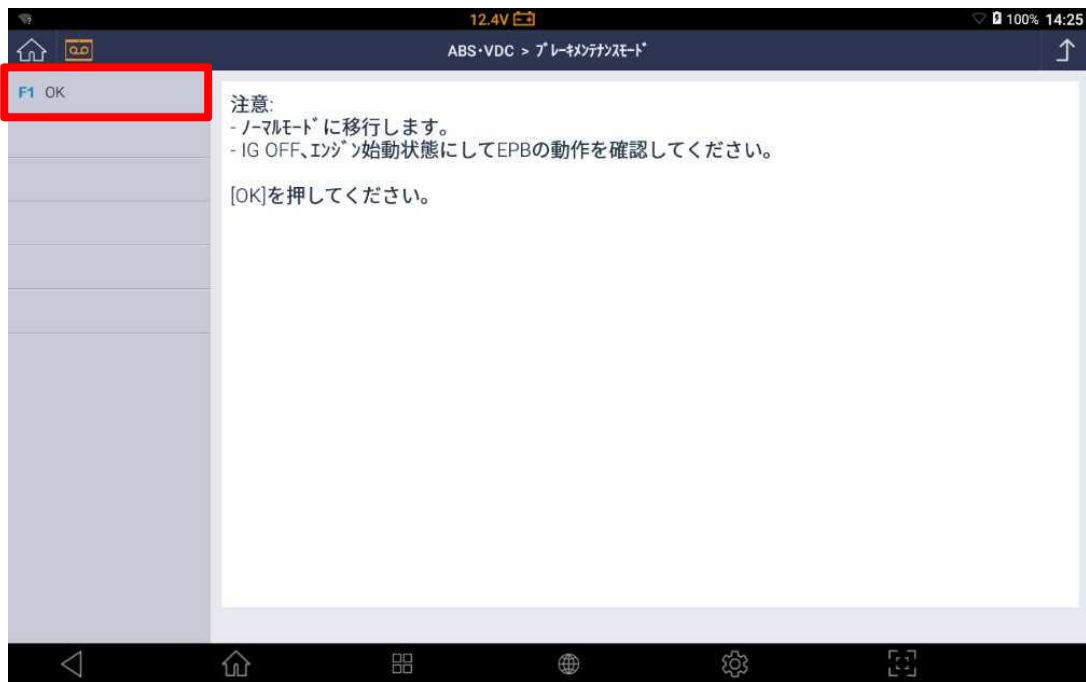 12.4V
100% 14:25
ABS･VDC > ﾌﾞﾚｰｷﾒﾝﾃﾅﾝｽﾓｰﾄﾞ
F1 OK
注意:
- ﾉｰﾏﾙﾓｰﾄﾞに移行します。
- IG OFF､ｴﾝｼﾞﾝ始動状態にしてEPBの動作を確認してください。
[OK]を押してください。